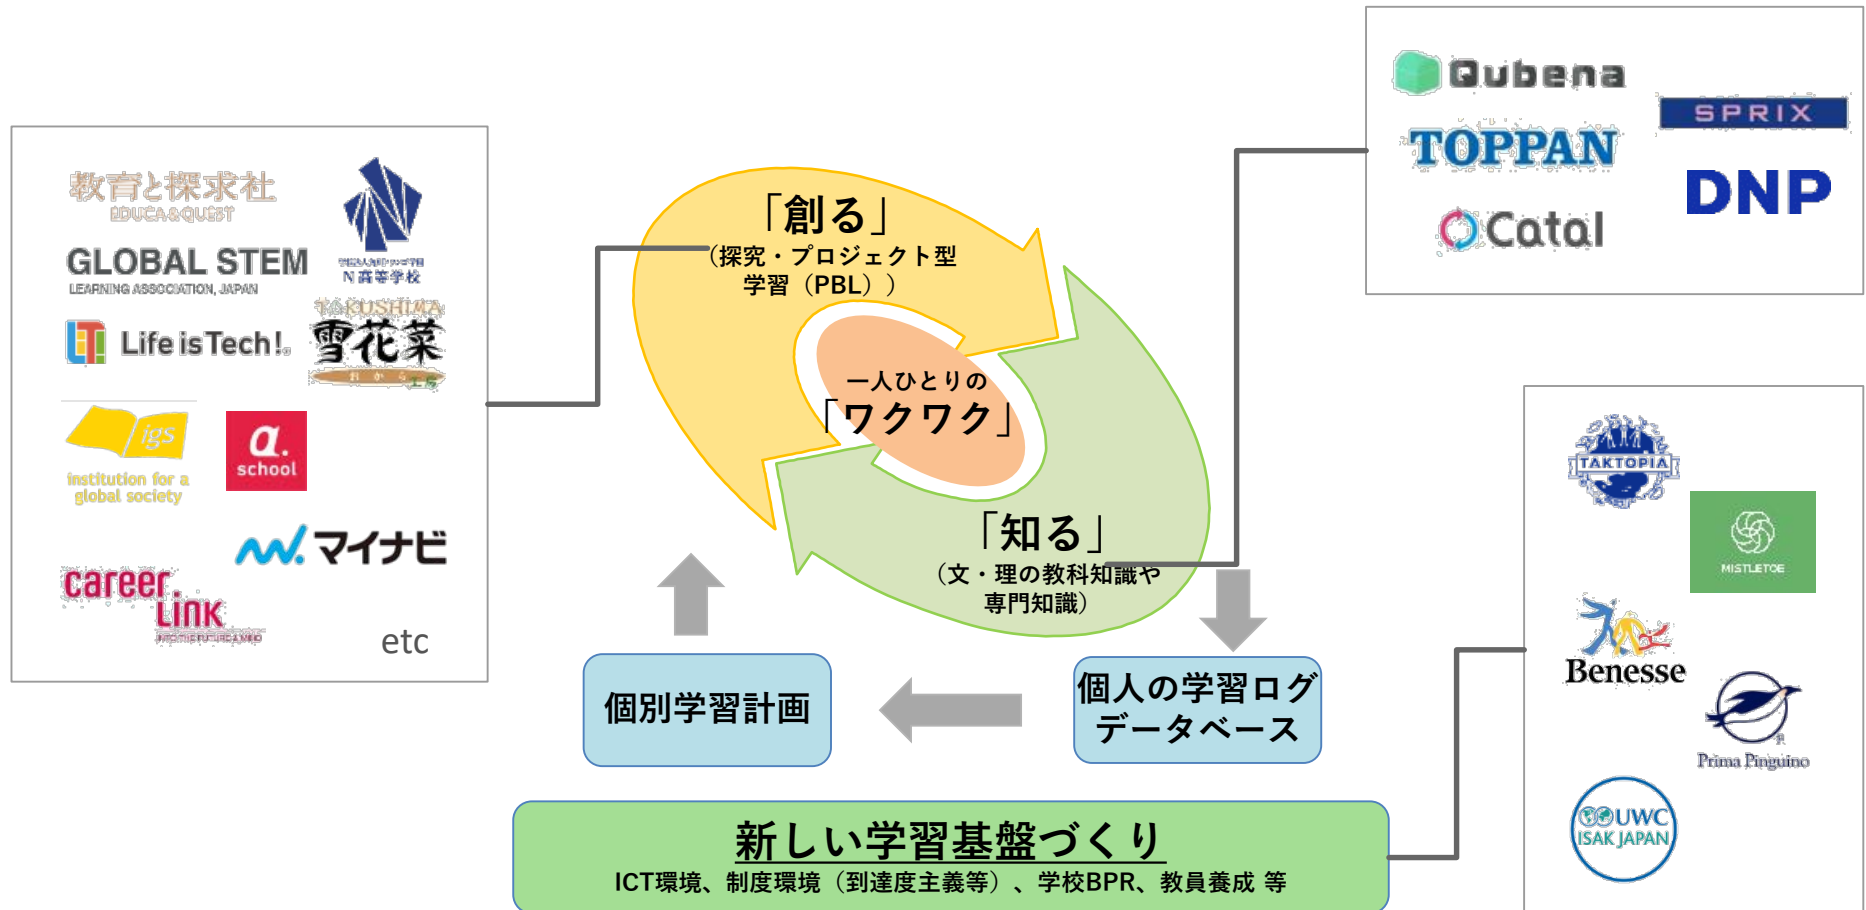 教育と探求社
EDUCA & QUEST
GLOBAL STEM
LEARNING ASSOCIATION, JAPAN
N高等学校
Life is Tech!
TOKUSHIMA
雪花菜
おから工房
igs
institution for a
global society
a.
school
マイナビ
career
LINK
etc
「創る」
（探究・プロジェクト型
学習（PBL））
一人ひとりの
「ワクワク」
「知る」
（文・理の教科知識や
専門知識）
個別学習計画
個人の学習ログ
データベース
新しい学習基盤づくり
ICT環境、制度環境（到達度主義等）、学校BPR、教員養成 等
Qubena
SPRIX
TOPPAN
DNP
Catal
TAKTOPIA
MISTLETOE
Benesse
Prima Pinguino
UWC
ISAK JAPAN